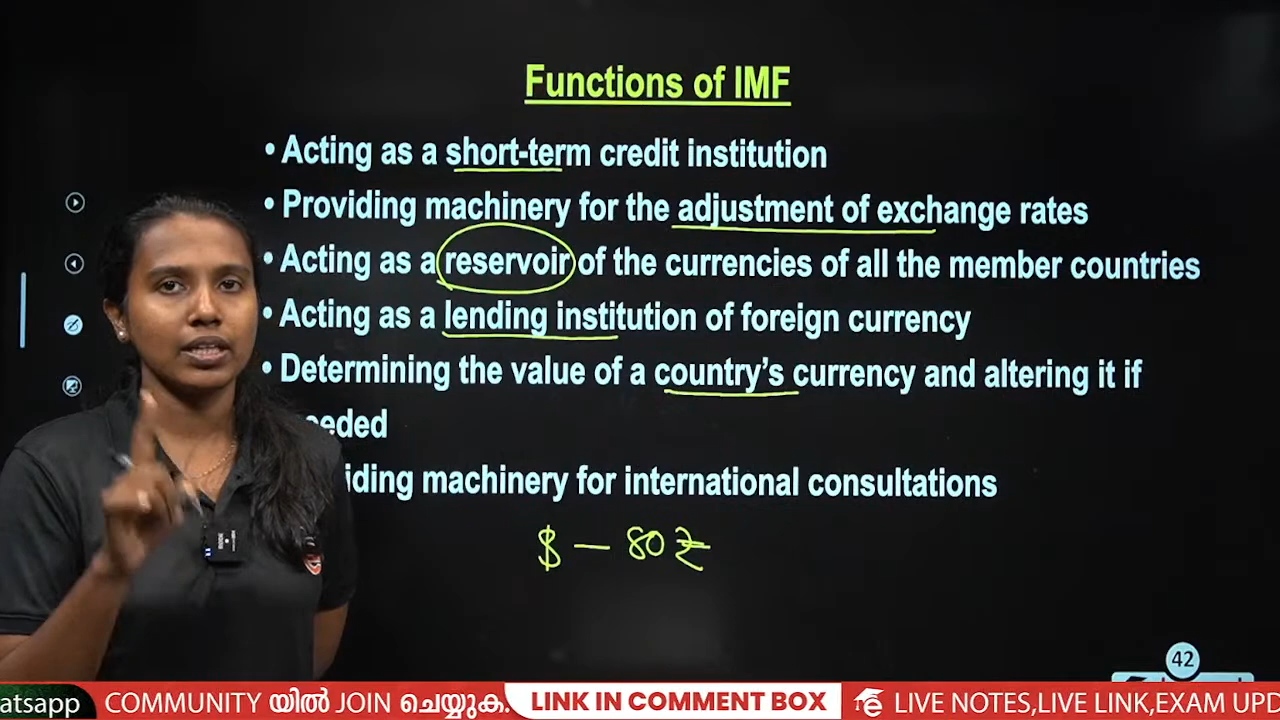 Functions of IMF
• Acting as a short-term credit institution
• Providing machinery for the adjustment of exchange rates
• Acting as a reservoir of the currencies of all the member countries
• Acting as a lending institution of foreign currency
• Determining the value of a country's currency and altering it if
eeded
iding machinery for international consultations
$ – 80 ₹
42
atsapp COMMUNITY യിൽ JOIN ചെയ്യുക. LINK IN COMMENT BOX LIVE NOTES,LIVE LINK,EXAM UPD